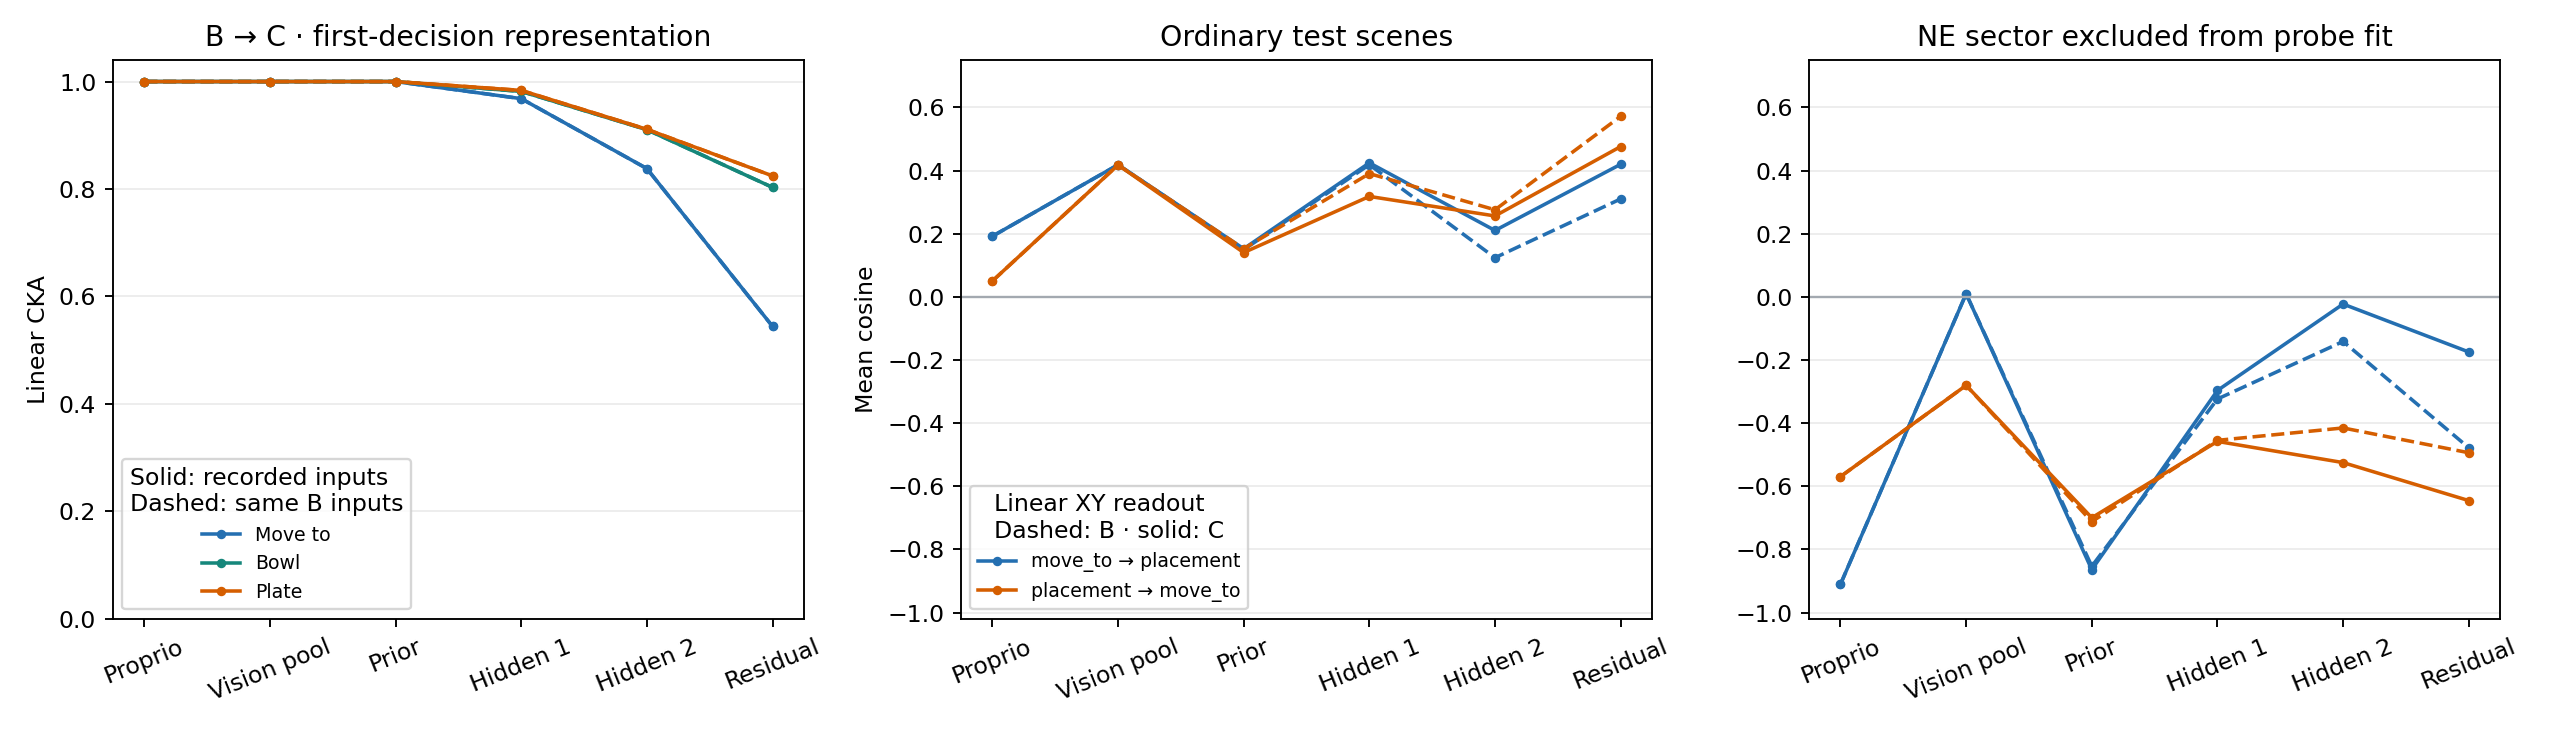 B → C · first-decision representation
Linear CKA
1.0
0.8
0.6
0.4
0.2
0.0
Solid: recorded inputs
Dashed: same B inputs
Move to
Bowl
Plate
Proprio
Vision pool
Prior
Hidden 1
Hidden 2
Residual
Ordinary test scenes
Mean cosine
0.6
0.4
0.2
0.0
−0.2
−0.4
−0.6
−0.8
−1.0
Linear XY readout
Dashed: B · solid: C
move_to → placement
placement → move_to
Proprio
Vision pool
Prior
Hidden 1
Hidden 2
Residual
NE sector excluded from probe fit
0.6
0.4
0.2
0.0
−0.2
−0.4
−0.6
−0.8
−1.0
Proprio
Vision pool
Prior
Hidden 1
Hidden 2
Residual